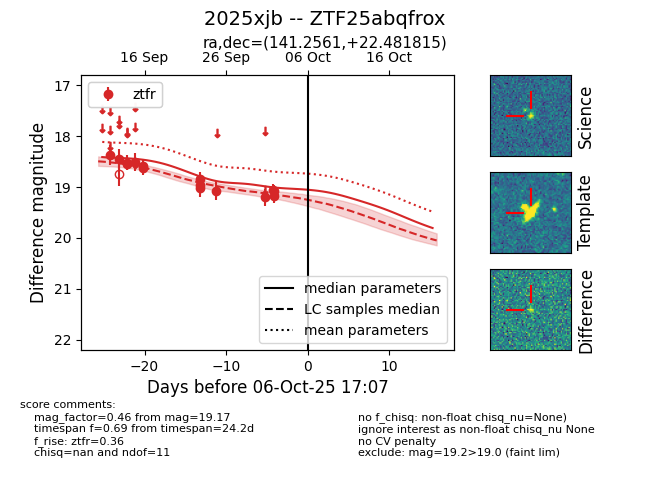 2025xjb -- ZTF25abqfrox
ra,dec=(141.2561,+22.481815)
16 Sep 26 Sep 06 Oct 16 Oct
ztfr
17
18
19
20
21
22
Difference magnitude
median parameters
LC samples median
mean parameters
−20 −10 0 10
Days before 06-Oct-25 17:07
Science
Template
Difference
score comments:
mag_factor=0.46 from mag=19.17
timespan f=0.69 from timespan=24.2d
f_rise: ztfr=0.36
chisq=nan and ndof=11
no f_chisq: non-float chisq_nu=None)
ignore interest as non-float chisq_nu None
no CV penalty
exclude: mag=19.2>19.0 (faint lim)